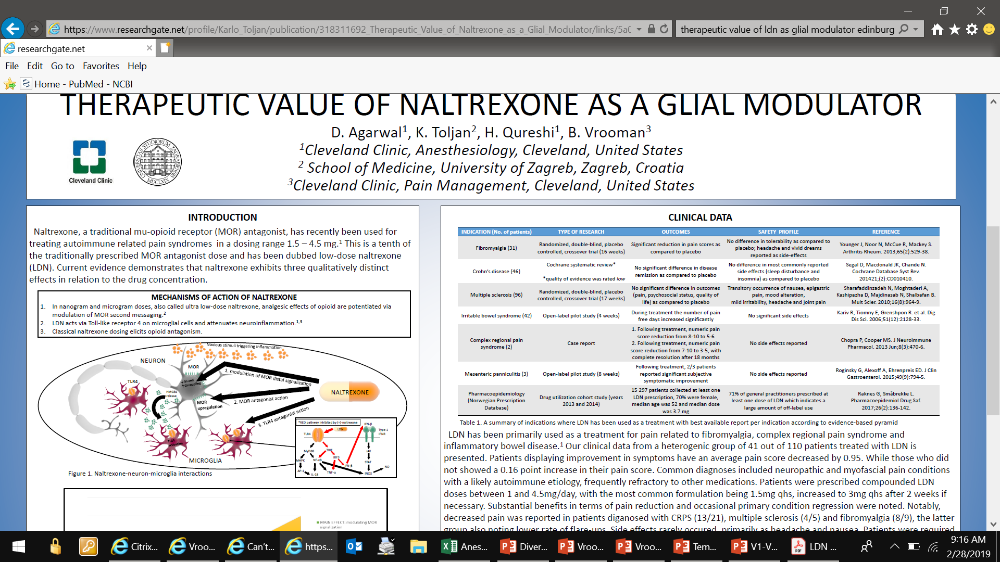 https://www.researchgate.net/profile/Karlo_Toljan/publication/318311692_Therapeutic_Value_of_Naltrexone_as_a_Glial_Modulator/links/5a0
therapeutic value of ldn as glial modulator edinburg
researchgate.net
File Edit Go to Favorites Help
Home - PubMed - NCBI
THERAPEUTIC VALUE OF NALTREXONE AS A GLIAL MODULATOR
D. Agarwal1, K. Toljan2, H. Qureshi1, B. Vrooman3
1Cleveland Clinic, Anesthesiology, Cleveland, United States
2 School of Medicine, University of Zagreb, Zagreb, Croatia
3Cleveland Clinic, Pain Management, Cleveland, United States
Cleveland Clinic
UNIVERSITAS STUDIORUM ZAGRABIENSIS
MDCLXIX
INTRODUCTION
Naltrexone, a traditional mu-opioid receptor (MOR) antagonist, has recently been used for
treating autoimmune related pain syndromes in a dosing range 1.5 – 4.5 mg.1 This is a tenth of
the traditionally prescribed MOR antagonist dose and has been dubbed low-dose naltrexone
(LDN). Current evidence demonstrates that naltrexone exhibits three qualitatively distinct
effects in relation to the drug concentration.
MECHANISMS OF ACTION OF NALTREXONE
1. In nanogram and microgram doses, also called ultra low-dose naltrexone, analgesic effects of opioid are potentiated via
modulation of MOR second messaging.2
2. LDN acts via Toll-like receptor 4 on microglial cells and attenuates neuroinflammation.1,3
3. Classical naltrexone dosing elicits opioid antagonism.
Noxious stimuli triggering inflammation
NEURON
MOR
1. modulation of MOR distal signalization
↓Gs and
↑Gi coupling
TLR4
HMGB1
release
MOR
upregulation
2. MOR antagonist action
NALTREXONE
3. TLR4 antagonist action
TLR4
activation
MICROGLIA
*RED pathway inhibited by (+)-naltrexone
LDN
TLR4
IFN-β
Type 1
IFNR
MyD88
TRIF
JAK
MAPK
NF-κB
IRF3
IFN-β
STAT
NO
AP-1
IL-1β
TNF-α
iNOS
Figure 1. Naltrexone-neuron-microglia interactions
MAIN EFFECT: modulating MOR
signalization
CLINICAL DATA
INDICATION (No. of patients) TYPE OF RESEARCH OUTCOMES SAFETY PROFILE REFERENCE
Fibromyalgia (31)
Randomized, double-blind, placebo
controlled, crossover trial (16 weeks)
Significant reduction in pain scores as
compared to placebo
No difference in tolerability as compared to
placebo; headache and vivid dreams
reported as side-effects
Younger J, Noor N, McCue R, Mackey S.
Arthritis Rheum. 2013;65(2):529-38.
Crohn's disease (46)
Cochrane systematic review*
*quality of evidence was rated low
No significant difference in disease
remission as compared to placebo
No difference in most commonly reported
side effects (sleep disturbance and
insomnia) as compared to placebo
Segal D, Macdonald JK, Chande N.
Cochrane Database Syst Rev.
201421;(2):CD010410.
Multiple sclerosis (96)
Randomized, double-blind, placebo
controlled, crossover trial (17 weeks)
No significant difference in outcomes
(pain, psychosocial status, quality of
life) as compared to placebo
Transitory occurrence of nausea, epigastric
pain, mood alteration,
mild irritability, headache and joint pain
Sharafaddinzadeh N, Moghtaderi A,
Kashipazha D, Majdinasab N, Shalbafan B.
Mult Scler. 2010;16(8):964-9.
Irritable bowel syndrome (42)
Open-label pilot study (4 weeks)
During treatment the number of pain
free days increased significantly
No significant side effects
Kariv R, Tiomny E, Grenshpon R. et al. Dig
Dis Sci. 2006;51(12):2128-33.
Complex regional pain
syndrome (2)
Case report
1. Following treatment, numeric pain
score reduction from 8-10 to 5-6
2. Following treatment, numeric pain
score reduction from 7-10 to 3-5, with
complete resolution after 18 months
No side effects reported
Chopra P, Cooper MS. J Neuroimmune
Pharmacol. 2013 Jun;8(3):470-6.
Mesenteric panniculitis (3)
Open-label pilot study (8 weeks)
Following treatment, 2/3 patients
reported significant subjective
symptomatic improvement
No side effects reported
Roginsky G, Alexoff A, Ehrenpreis ED. J Clin
Gastroenterol. 2015;49(9):794-5.
Pharmacoepidemiology
(Norwegian Prescription
Database)
Drug utilization cohort study (years
2013 and 2014)
15 297 patients collected at least one
LDN prescription, 70% were female,
median age was 52 and median dose
was 3.7 mg
71% of general practitioners prescribed at
least one dose of LDN which indicates a
large amount of off-label use
Raknes G, Småbrekke L.
Pharmacoepidemiol Drug Saf.
2017;26(2):136-142.
Table 1. A summary of indications where LDN has been used as a treatment with best available report per indication according to evidence-based pyramid
LDN has been primarily used as a treatment for pain related to fibromyalgia, complex regional pain syndrome and
inflammatory bowel disease.1 Our clinical data from a heterogenic group of 41 out of 110 patients treated with LDN is
presented. Patients displaying improvement in symptoms have an average pain score decreased by 0.95. While those who did
not showed a 0.16 point increase in their pain score. Common diagnoses included neuropathic and myofascial pain conditions
with a likely autoimmune etiology, frequently refractory to other medications. Patients were prescribed compounded LDN
doses between 1 and 4.5mg/day, with the most common formulation being 1.5mg qhs, increased to 3mg qhs after 2 weeks if
necessary. Substantial benefits in terms of pain reduction and occasional primary condition regression were noted. Notably,
decreased pain was reported in patients diganosed with CRPS (13/21), multiple sclerosis (4/5) and fibromyalgia (8/9), the latter
group also noting lower rate of flare-ups. Side effects rarely occured, primarily as headache and nausea. Patients were required
Citrix... Vroo... Can't... https... Anes... Diver... Vroo... Vroo... Tem... V1-V... LDN ...
9:16 AM
2/28/2019